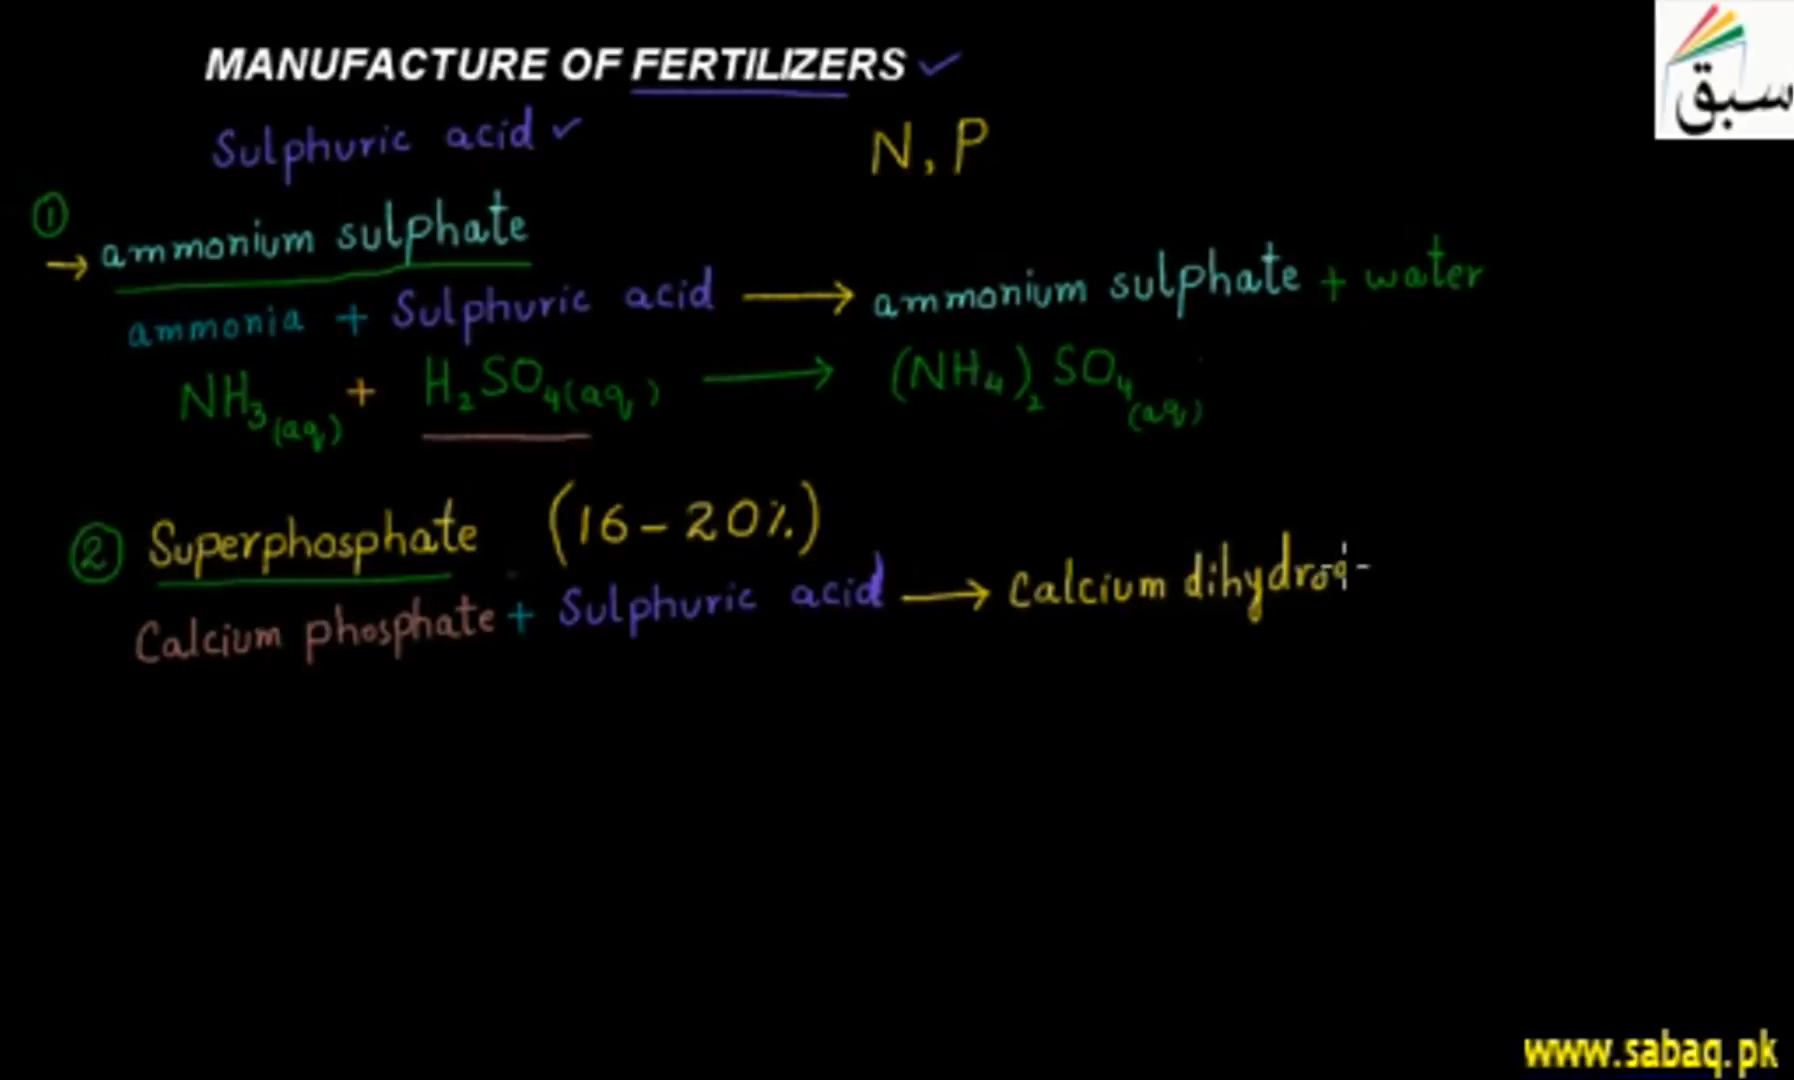 MANUFACTURE OF FERTILIZERS ✓
سبق
Sulphuric acid ✓ N, P
①
→ ammonium sulphate
ammonia + Sulphuric acid → ammonium sulphate + water
NH₃(aq) + H₂SO₄(aq) → (NH₄)₂SO₄(aq)
② Superphosphate (16-20%)
Calcium phosphate + Sulphuric acid → Calcium dihydrog
www.sabaq.pk